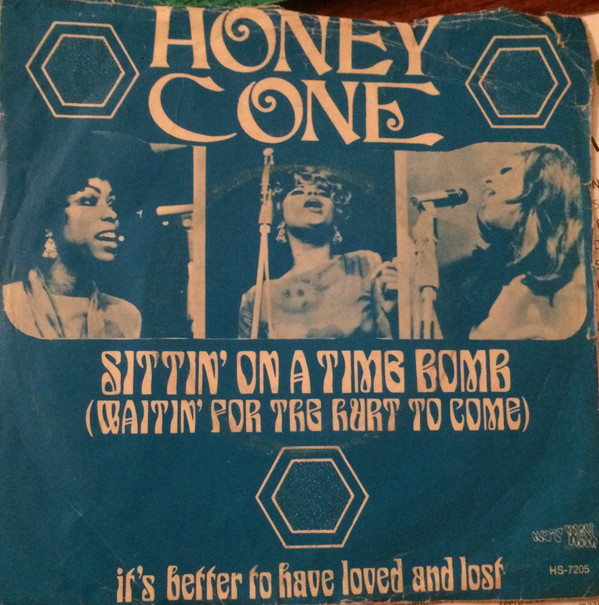 HONEY
CONE
SITTIN' ON A TIME BOMB
(WAITIN' FOR THE HURT TO COME)
HOT WAX
HS-7205
it's better to have loved and lost